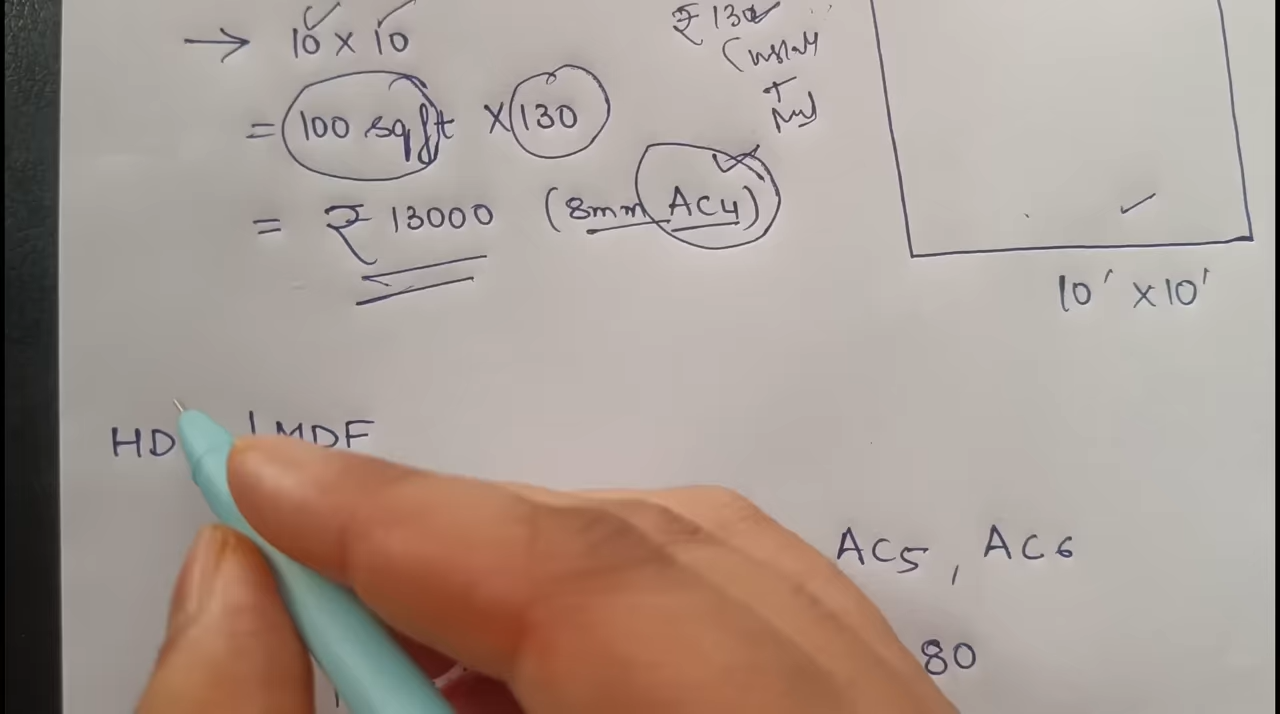 → 10 x 10
= 100 sqft x 130
= ₹ 13000 (8mm AC4)
₹ 130
+
10' x 10'
HD | MDF
AC5, AC6
80